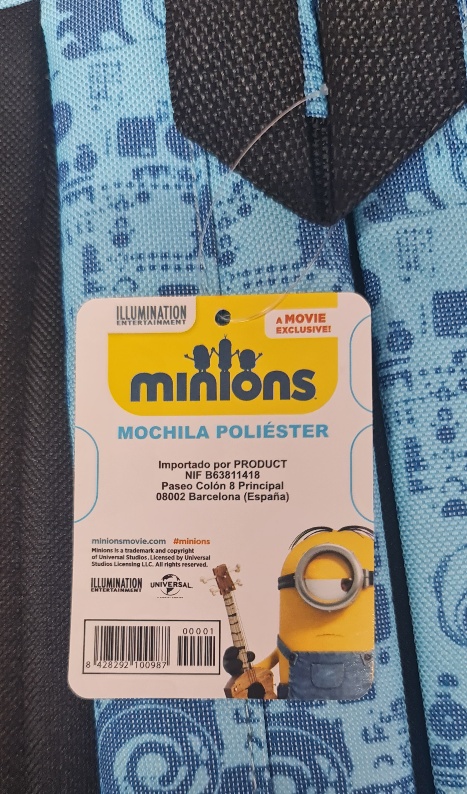 ILLUMINATION
ENTERTAINMENT
A MOVIE
EXCLUSIVE!
minions
MOCHILA POLIÉSTER
Importado por PRODUCT
NIF B63811418
Paseo Colón 8 Principal
08002 Barcelona (España)
minionsmovie.com #minions
Minions is a trademark and copyright
of Universal Studios. Licensed by Universal
Studios Licensing LLC. All rights reserved.
ILLUMINATION
ENTERTAINMENT
UNIVERSAL
00001
8 428292 100987